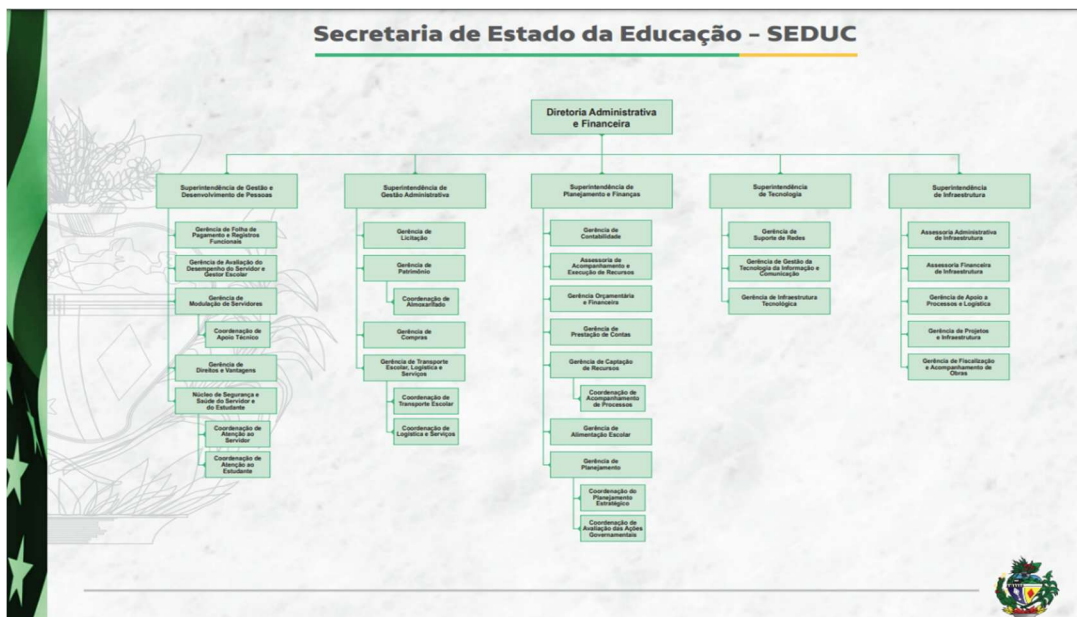 Secretaria de Estado da Educação – SEDUC
Diretoria Administrativa
e Financeira
Superintendência de Gestão e
Desenvolvimento de Pessoas
Gerência de Folha de
Pagamento e Registros
Funcionais
Gerência de Avaliação do
Desempenho do Servidor e
Gestor Escolar
Gerência de
Modulação de Servidores
Coordenação de
Apoio Técnico
Gerência de
Direitos e Vantagens
Núcleo de Segurança e
Saúde do Servidor e
do Estudante
Coordenação de
Atenção ao
Servidor
Coordenação de
Atenção ao
Estudante
Superintendência de
Gestão Administrativa
Gerência de
Licitação
Gerência de
Patrimônio
Coordenação de
Almoxarifado
Gerência de
Compras
Gerência de Transporte
Escolar, Logística e
Serviços
Coordenação de
Transporte Escolar
Coordenação de
Logística e Serviços
Superintendência de
Planejamento e Finanças
Gerência de
Contabilidade
Assessoria de
Acompanhamento e
Execução de Recursos
Gerência Orçamentária
e Financeira
Gerência de
Prestação de Contas
Gerência de Captação
de Recursos
Coordenação de
Acompanhamento
de Processos
Gerência de
Alimentação Escolar
Gerência de
Planejamento
Coordenação do
Planejamento
Estratégico
Coordenação de
Avaliação das Ações
Governamentais
Superintendência
de Tecnologia
Gerência de
Suporte de Redes
Gerência de Gestão da
Tecnologia da Informação e
Comunicação
Gerência de Infraestrutura
Tecnológica
Superintendência
de Infraestrutura
Assessoria Administrativa
de Infraestrutura
Assessoria Financeira
de Infraestrutura
Gerência de Apoio a
Processos e Logística
Gerência de Projetos
e Infraestrutura
Gerência de Fiscalização
e Acompanhamento de
Obras